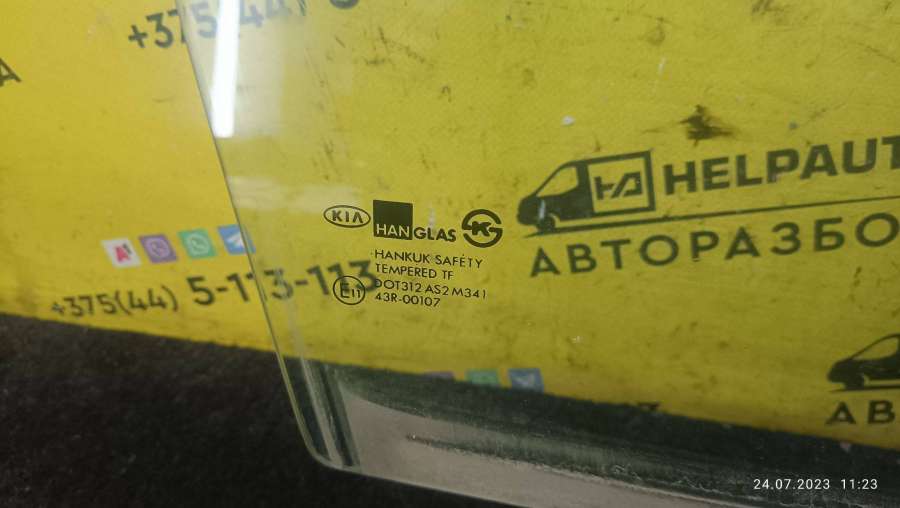 +375(44) 5
А
HELPAUT
АВТОРАЗБО
KIA
HANGLAS
HANKUK SAFETY
TEMPERED TF
DOT312 AS2 M341
43R-00107
E11
+375(44) 5-113-113
АВ
24.07.2023 11:23